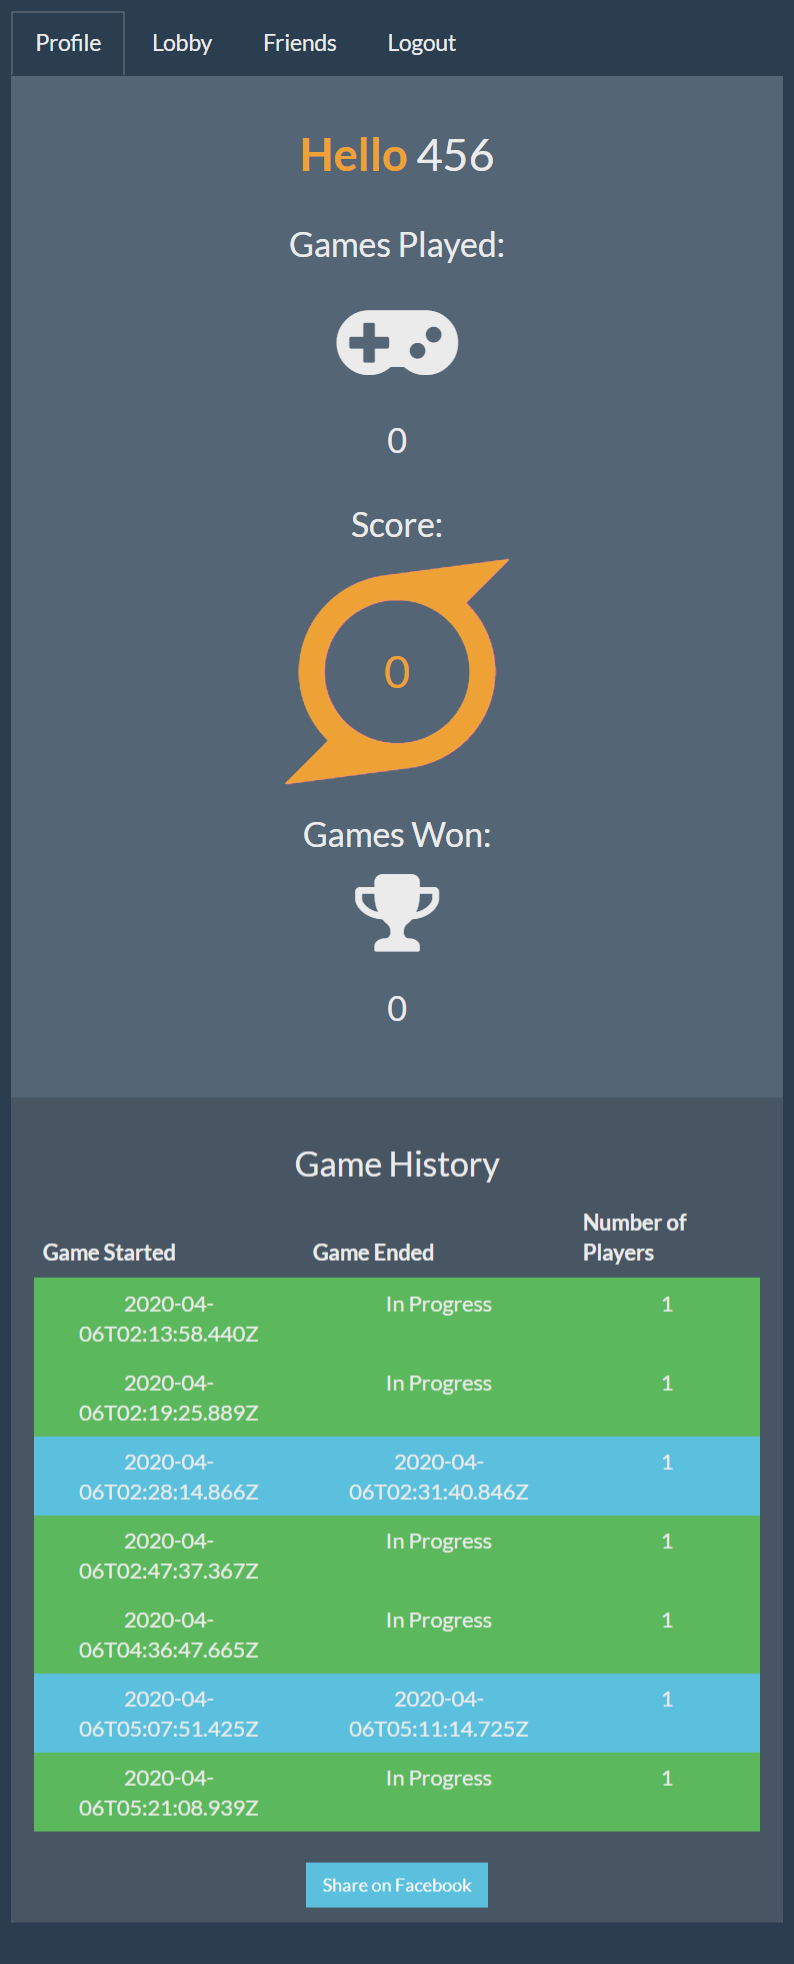 Profile Lobby Friends Logout
Hello 456
Games Played:
0
Score:
0
Games Won:
0
Game History
Game Started Game Ended Number of Players
2020-04- In Progress 1
06T02:13:58.440Z
2020-04- In Progress 1
06T02:19:25.889Z
2020-04- 2020-04- 1
06T02:28:14.866Z 06T02:31:40.846Z
2020-04- In Progress 1
06T02:47:37.367Z
2020-04- In Progress 1
06T04:36:47.665Z
2020-04- 2020-04- 1
06T05:07:51.425Z 06T05:11:14.725Z
2020-04- In Progress 1
06T05:21:08.939Z
Share on Facebook